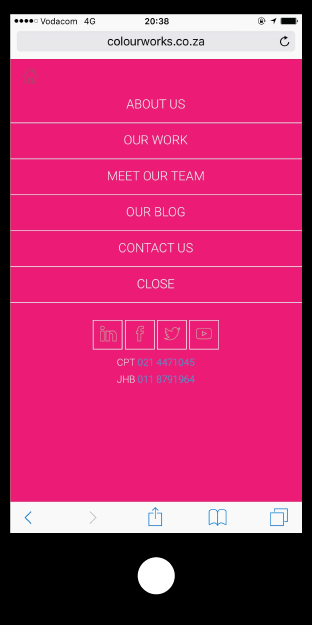 Vodacom 4G 20:38
colourworks.co.za
ABOUT US
OUR WORK
MEET OUR TEAM
OUR BLOG
CONTACT US
CLOSE
in f
CPT 021 4471045
JHB 011 8791964